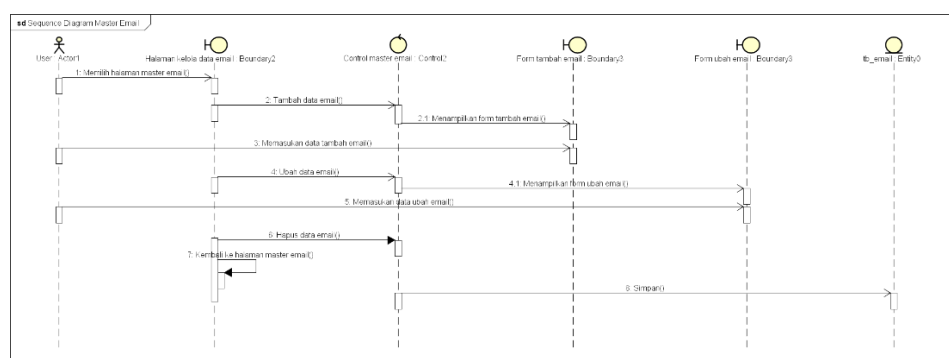 sd Sequence Diagram Master Email
User : Actor1
Halaman kelola data email : Boundary2
Control master email : Control2
Form tambah email : Boundary3
Form ubah email : Boundary3
tb_email : Entity0
1: Memilih halaman master email()
2: Tambah data email()
2.1: Menampilkan form tambah email()
3: Memasukan data tambah email()
4: Ubah data email()
4.1: Menampilkan form ubah email()
5: Memasukan data ubah email()
6: Hapus data email()
7: Kembali ke halaman master email()
8: Simpan()